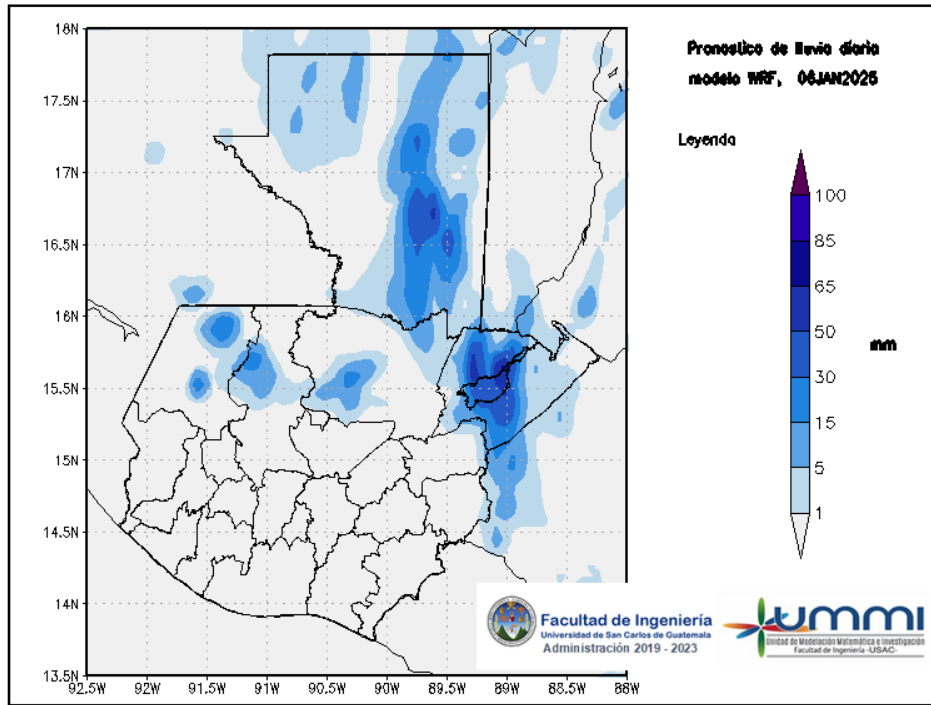 Pronostico de lluvia diaria
modelo WRF, 06JAN2025
Leyenda
18N
17.5N
17N
16.5N
16N
15.5N
15N
14.5N
14N
13.5N
92.5W 92W 91.5W 91W 90.5W 90W 89.5W 89W 88.5W 88W
100
85
65
50
30
15
5
1
mm
Facultad de Ingeniería
Universidad de San Carlos de Guatemala
Administración 2019 - 2023
ummi
Unidad de Modelación Matemática e Investigación
Facultad de Ingeniería -USAC-